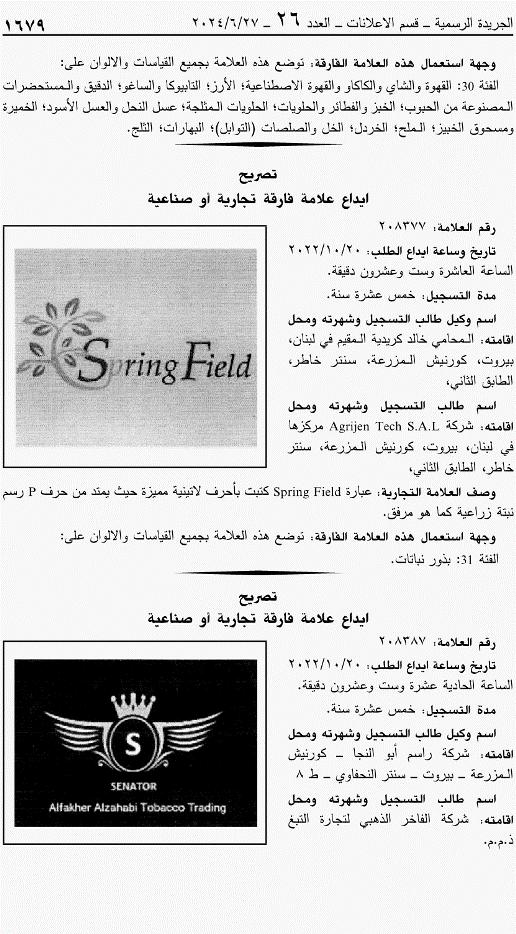 الجريدة الرسمية ــ قسم الاعلانات ــ العدد ٢٦ ــ ٢٠٢٤/٦/٢٧
١٦٧٩
وجهة استعمال هذه العلامة الفارقة: توضع هذه العلامة بجميع القياسات والالوان على:
الفئة 30: القهوة والشاي والكاكاو والقهوة الاصطناعية؛ الأرز؛ التابيوكا والساغو؛ الدقيق والمستحضرات
المصنوعة من الحبوب؛ الخبز والفطائر والحلويات؛ الحلويات المثلجة؛ عسل النحل والعسل الأسود؛ الخميرة
ومسحوق الخبيز؛ الملح؛ الخردل؛ الخل والصلصات (التوابل)؛ البهارات؛ الثلج.
تصريح
ايداع علامة فارقة تجارية أو صناعية
رقم العلامة: ٢٠٨٣٧٧
تاريخ وساعة ايداع الطلب: ٢٠٢٢/١٠/٢٠
الساعة العاشرة وست وعشرون دقيقة.
مدة التسجيل: خمس عشرة سنة.
اسم وكيل طالب التسجيل وشهرته ومحل
اقامته: المحامي خالد كريدية المقيم في لبنان،
بيروت، كورنيش المزرعة، سنتر خاطر،
الطابق الثاني،
اسم طالب التسجيل وشهرته ومحل
اقامته: شركة Agrijen Tech S.A.L مركزها
في لبنان، بيروت، كورنيش المزرعة، سنتر
خاطر، الطابق الثاني،
Spring Field
وصف العلامة التجارية: عبارة Spring Field كتبت بأحرف لاتينية مميزة حيث يمتد من حرف P رسم
نبتة زراعية كما هو مرفق.
وجهة استعمال هذه العلامة الفارقة: توضع هذه العلامة بجميع القياسات والالوان على:
الفئة 31: بذور نباتات.
تصريح
ايداع علامة فارقة تجارية أو صناعية
رقم العلامة: ٢٠٨٣٨٧
تاريخ وساعة ايداع الطلب: ٢٠٢٢/١٠/٢٠
الساعة الحادية عشرة وست وعشرون دقيقة.
مدة التسجيل: خمس عشرة سنة.
اسم وكيل طالب التسجيل وشهرته ومحل
اقامته: شركة راسم أبو النجا ــ كورنيش
المزرعة ــ بيروت ــ سنتر النحفاوي ــ ط ٨
اسم طالب التسجيل وشهرته ومحل
اقامته: شركة الفاخر الذهبي لتجارة التبغ
ذ.م.م.
S
SENATOR
Alfakher Alzahabi Tobacco Trading